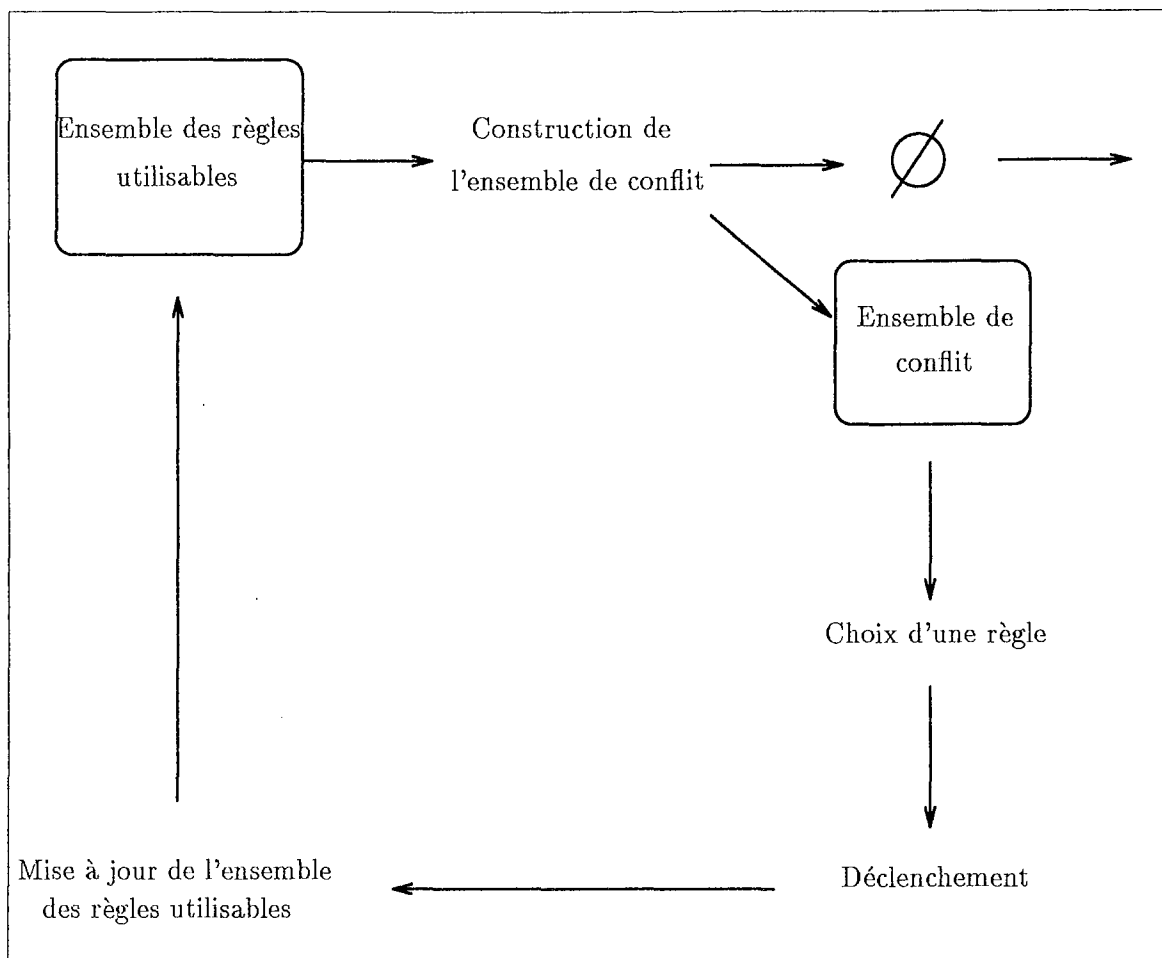 Ensemble des règles
utilisables
Construction de
l'ensemble de conflit
∅
Ensemble de
conflit
Choix d'une règle
Déclenchement
Mise à jour de l'ensemble
des règles utilisables